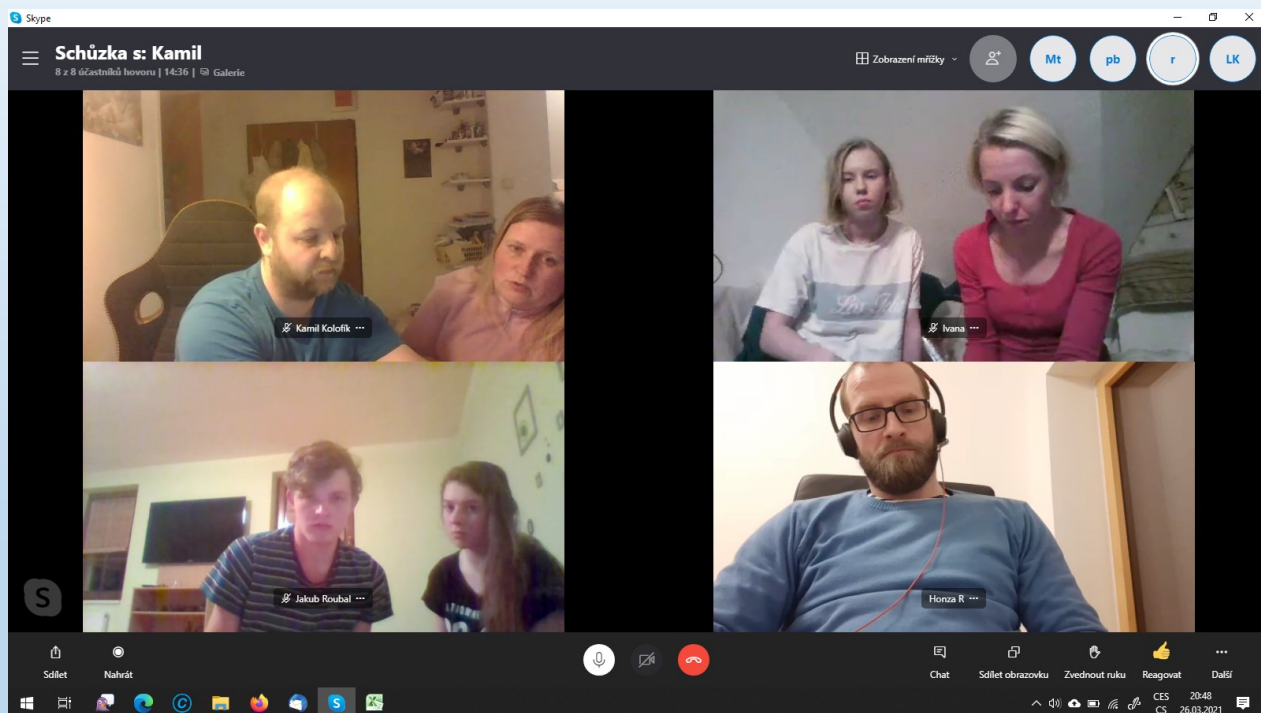 Skype
Schůzka s: Kamil
8 z 8 účastníků hovoru | 14:36 | Galerie
Zobrazení mřížky
Mt
pb
r
LK
Kamil Kolofík
Ivana
Jakub Roubal
Honza R
S
Sdílet
Nahrát
Chat
Sdílet obrazovku
Zvednout ruku
Reagovat
Další
CES
CS
20:48
26.03.2021